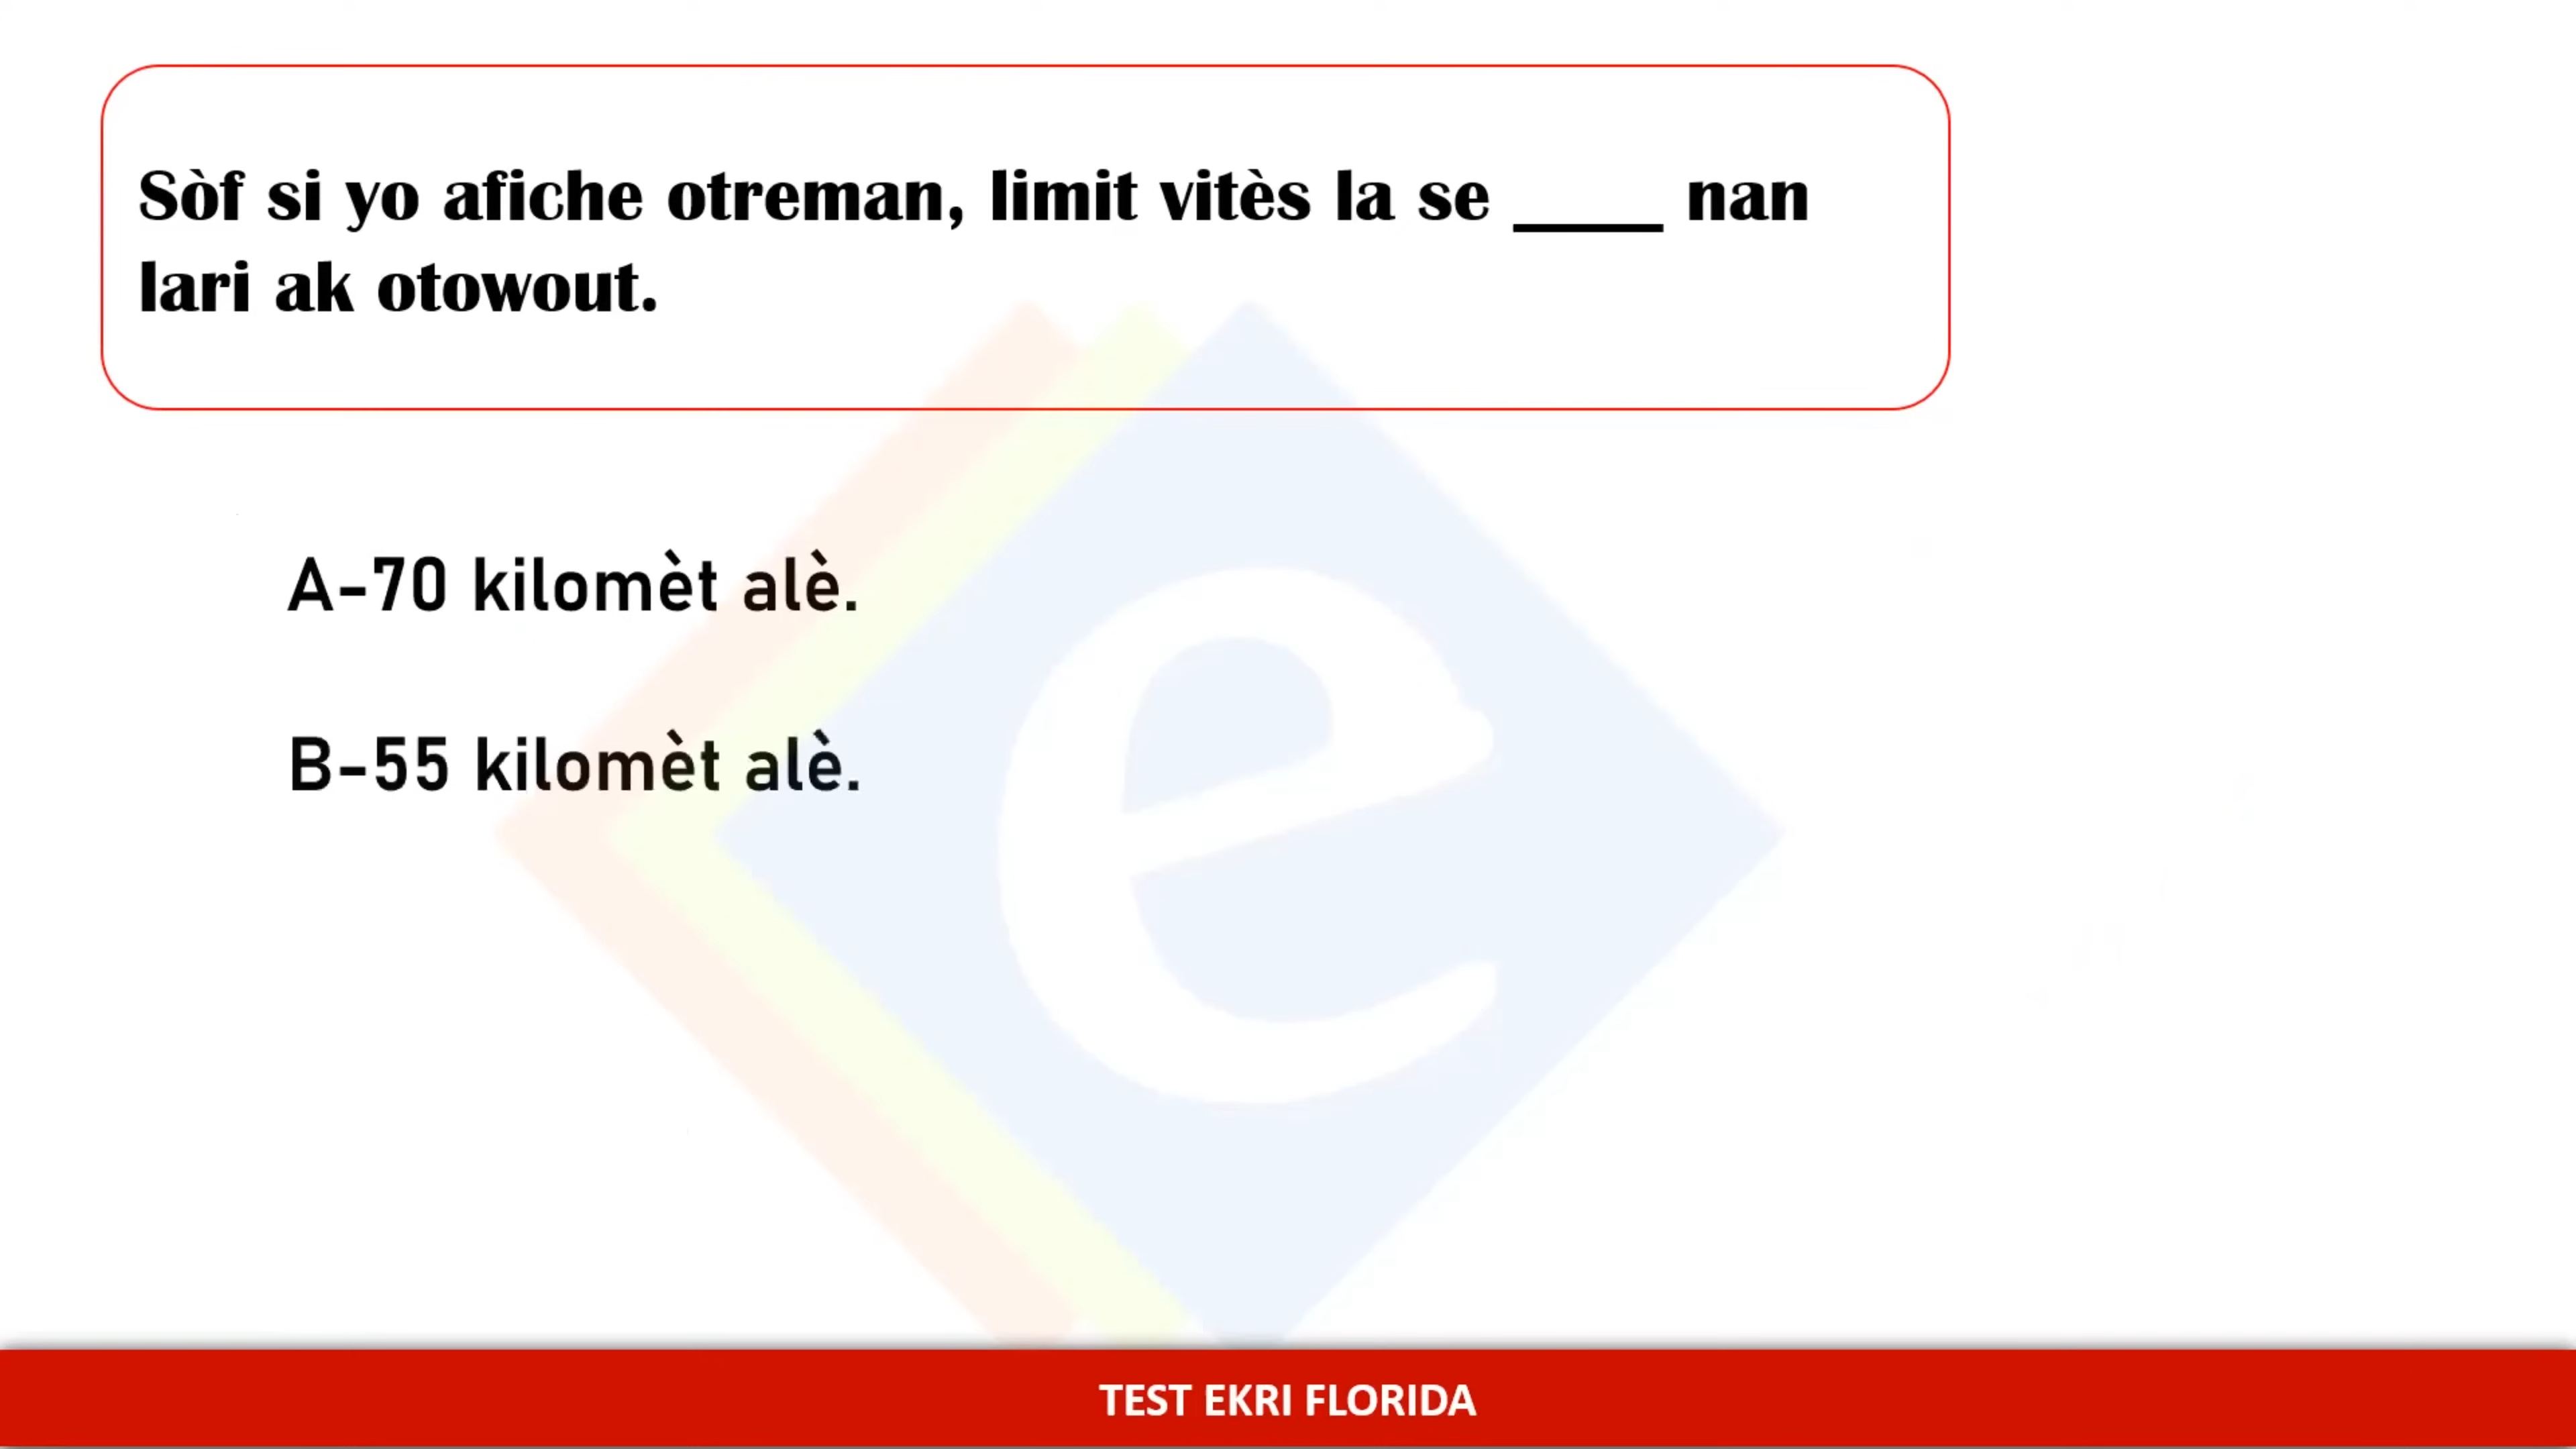 Sòf si yo afiche otreman, limit vitès la se _____ nan
lari ak otowout.
A-70 kilomèt alè.
B-55 kilomèt alè.
e
TEST EKRI FLORIDA